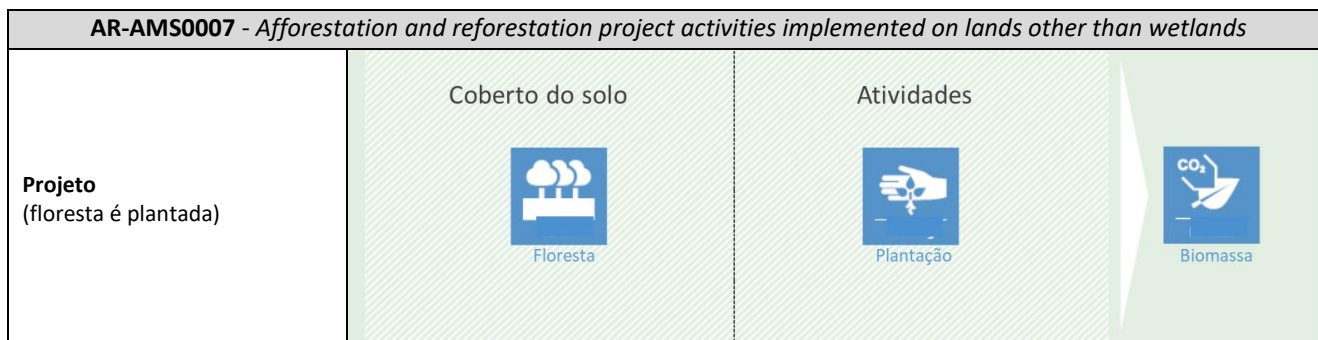 AR-AMS0007 - Afforestation and reforestation project activities implemented on lands other than wetlands
Projeto
(floresta é plantada)
Coberto do solo
Atividades
Floresta
Plantação
CO₂
Biomassa